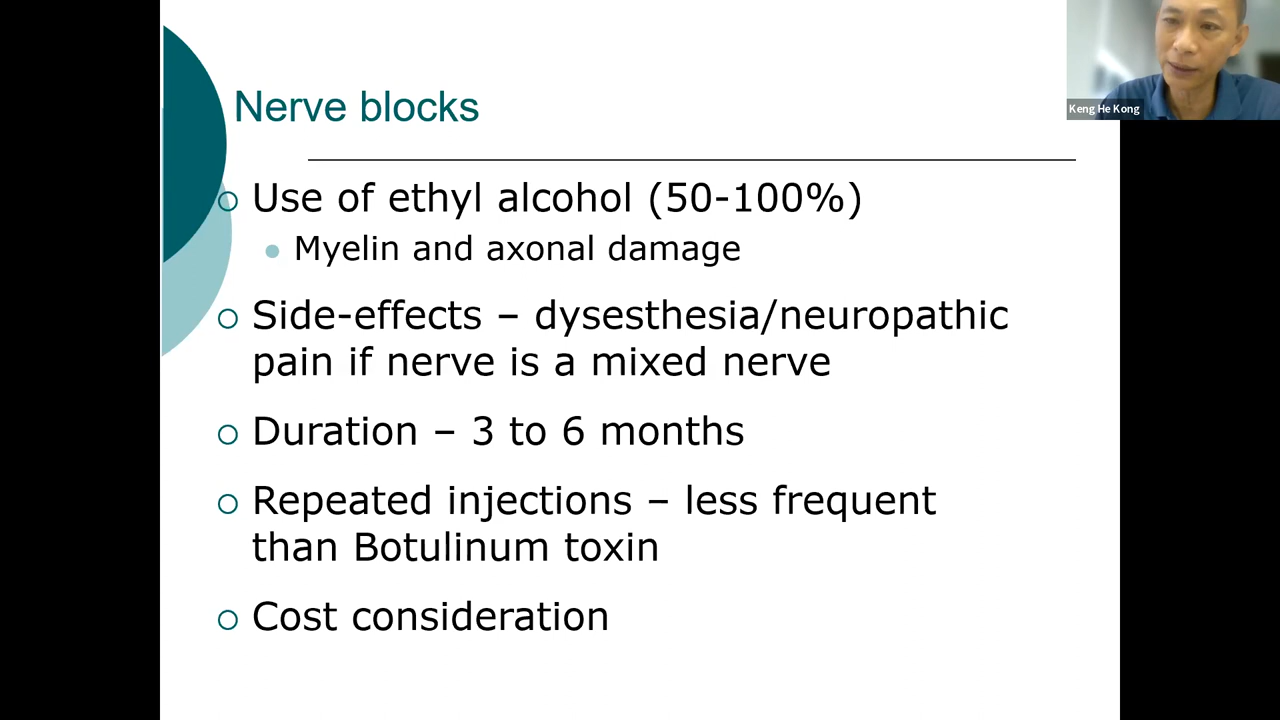 Nerve blocks
Keng He Kong
Use of ethyl alcohol (50-100%)
Myelin and axonal damage
Side-effects – dysesthesia/neuropathic
pain if nerve is a mixed nerve
Duration – 3 to 6 months
Repeated injections – less frequent
than Botulinum toxin
Cost consideration